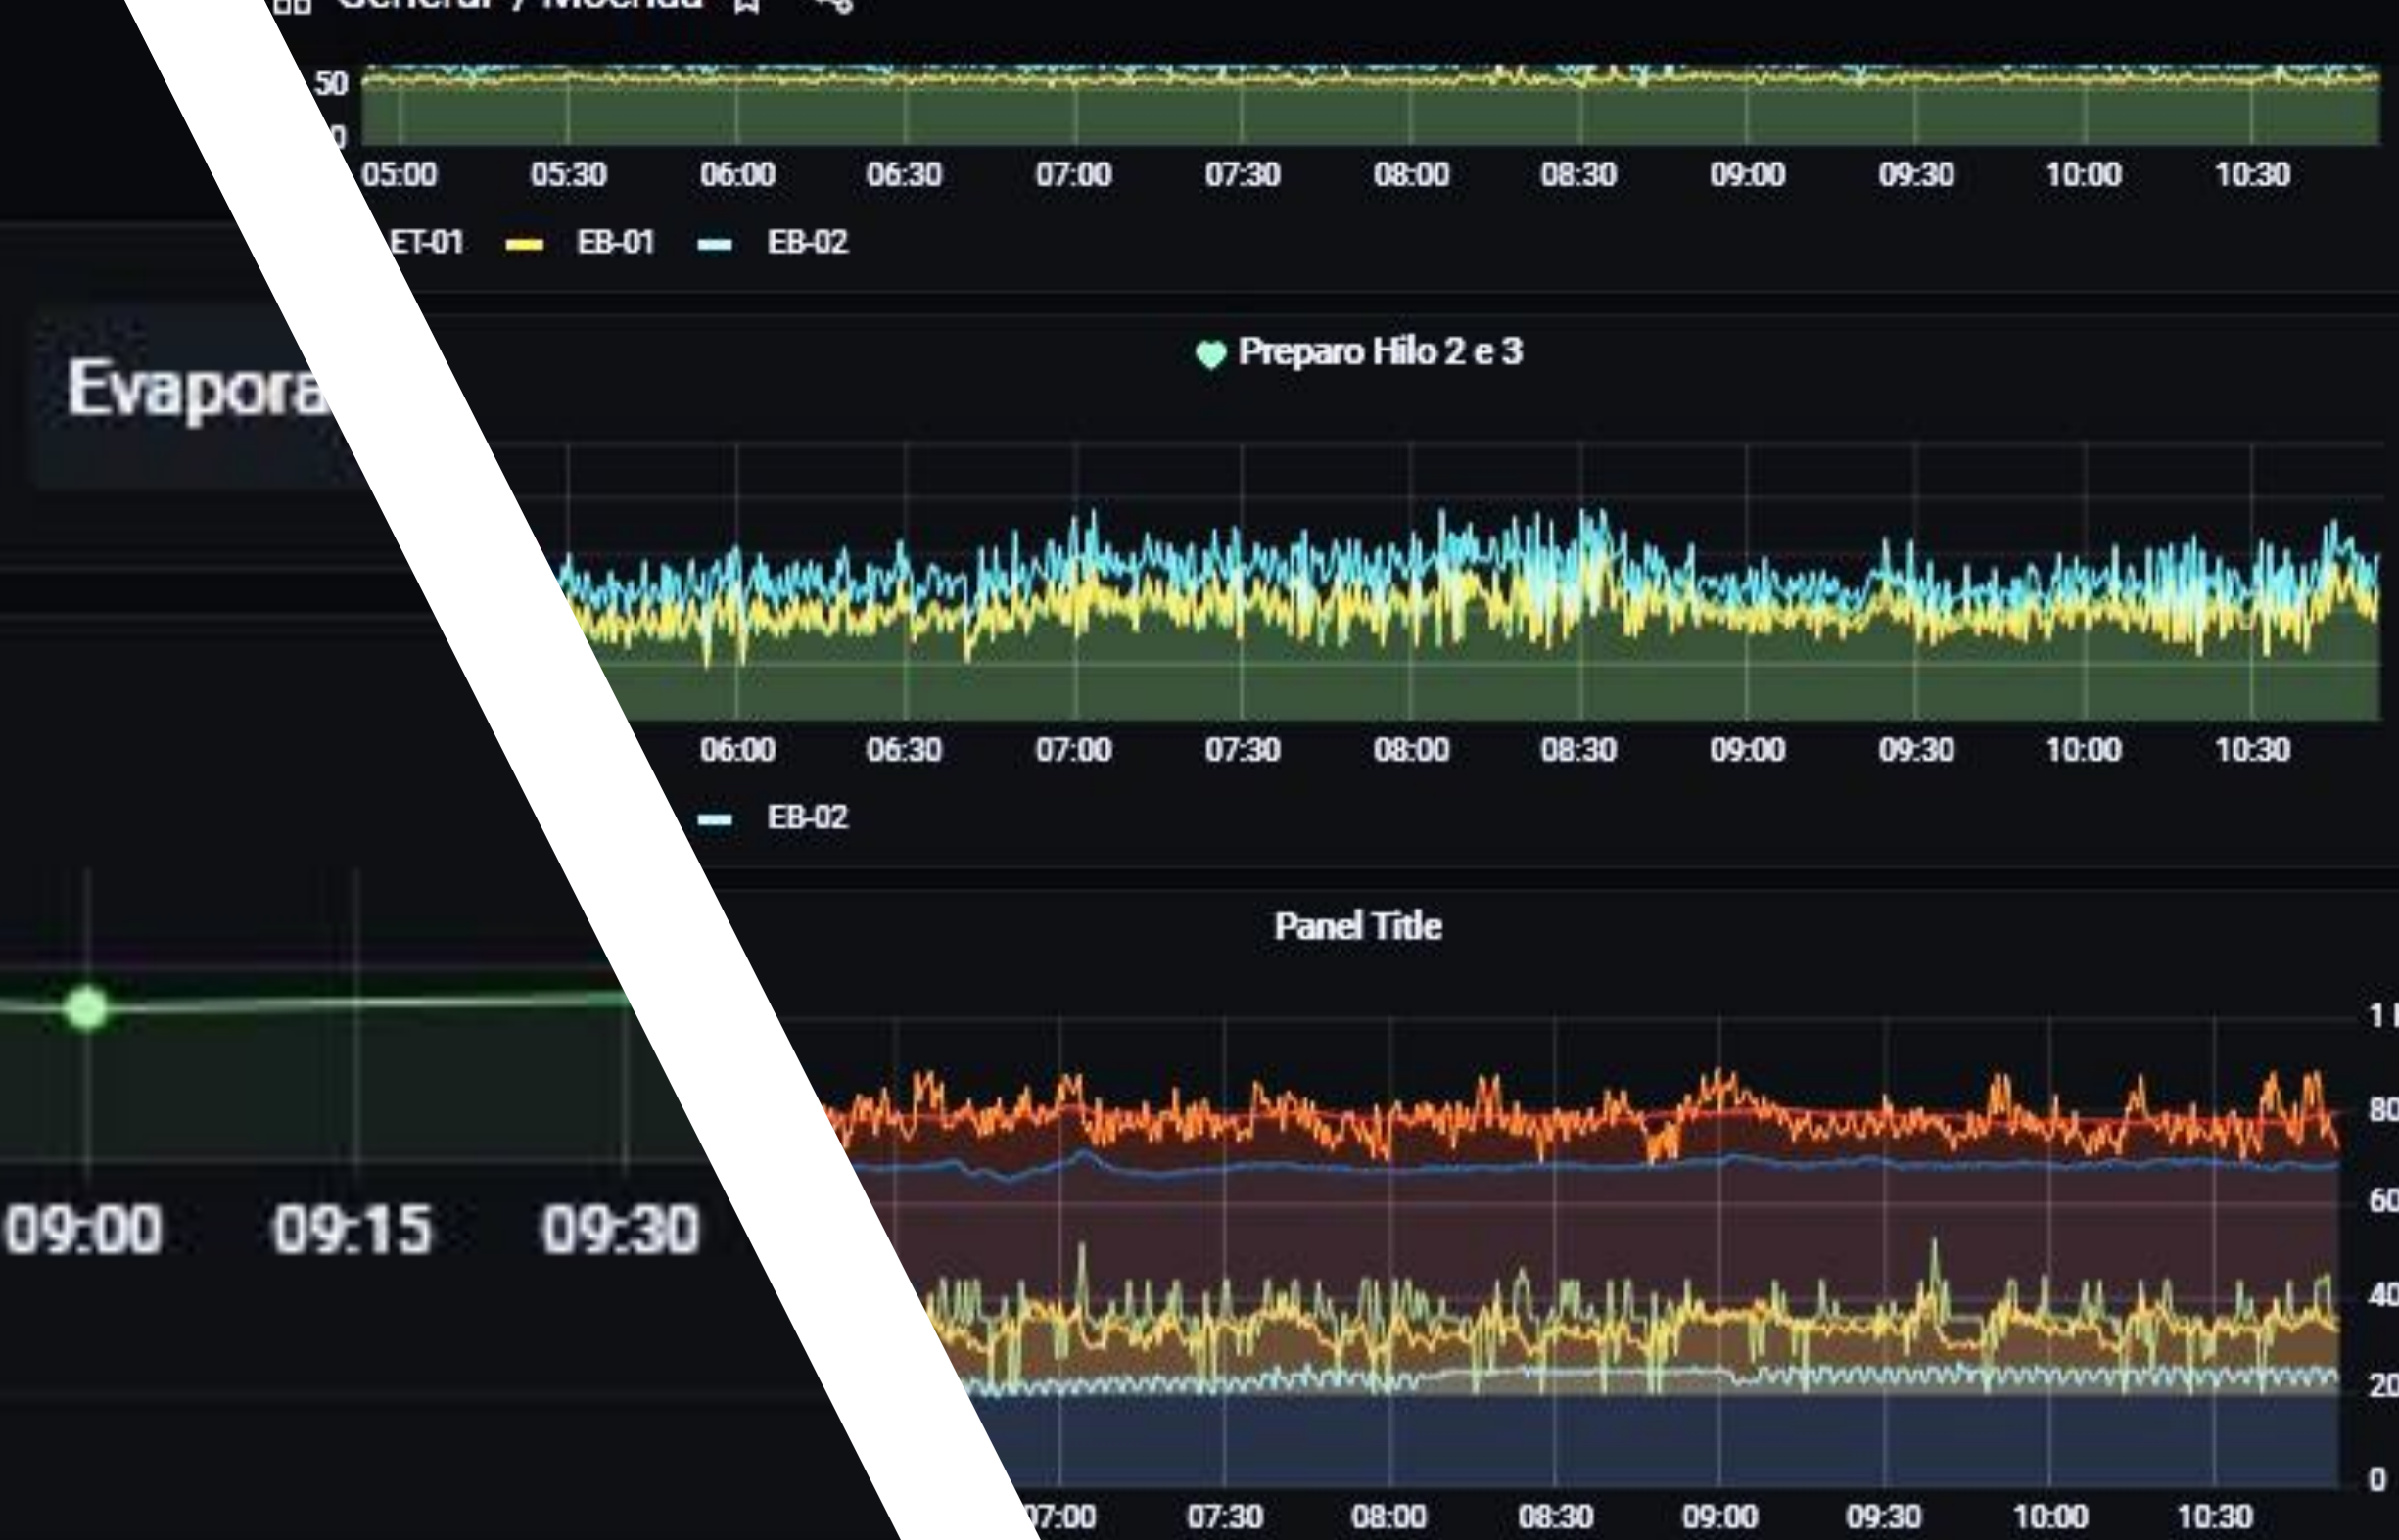 General / Moenda
50
0
05:00 05:30 06:00 06:30 07:00 07:30 08:00 08:30 09:00 09:30 10:00 10:30
ET-01 EB-01 EB-02
Evapora
Preparo Hilo 2 e 3
06:00 06:30 07:00 07:30 08:00 08:30 09:00 09:30 10:00 10:30
EB-02
Panel Title
1
80
60
40
20
0
09:00 09:15 09:30
07:00 07:30 08:00 08:30 09:00 09:30 10:00 10:30